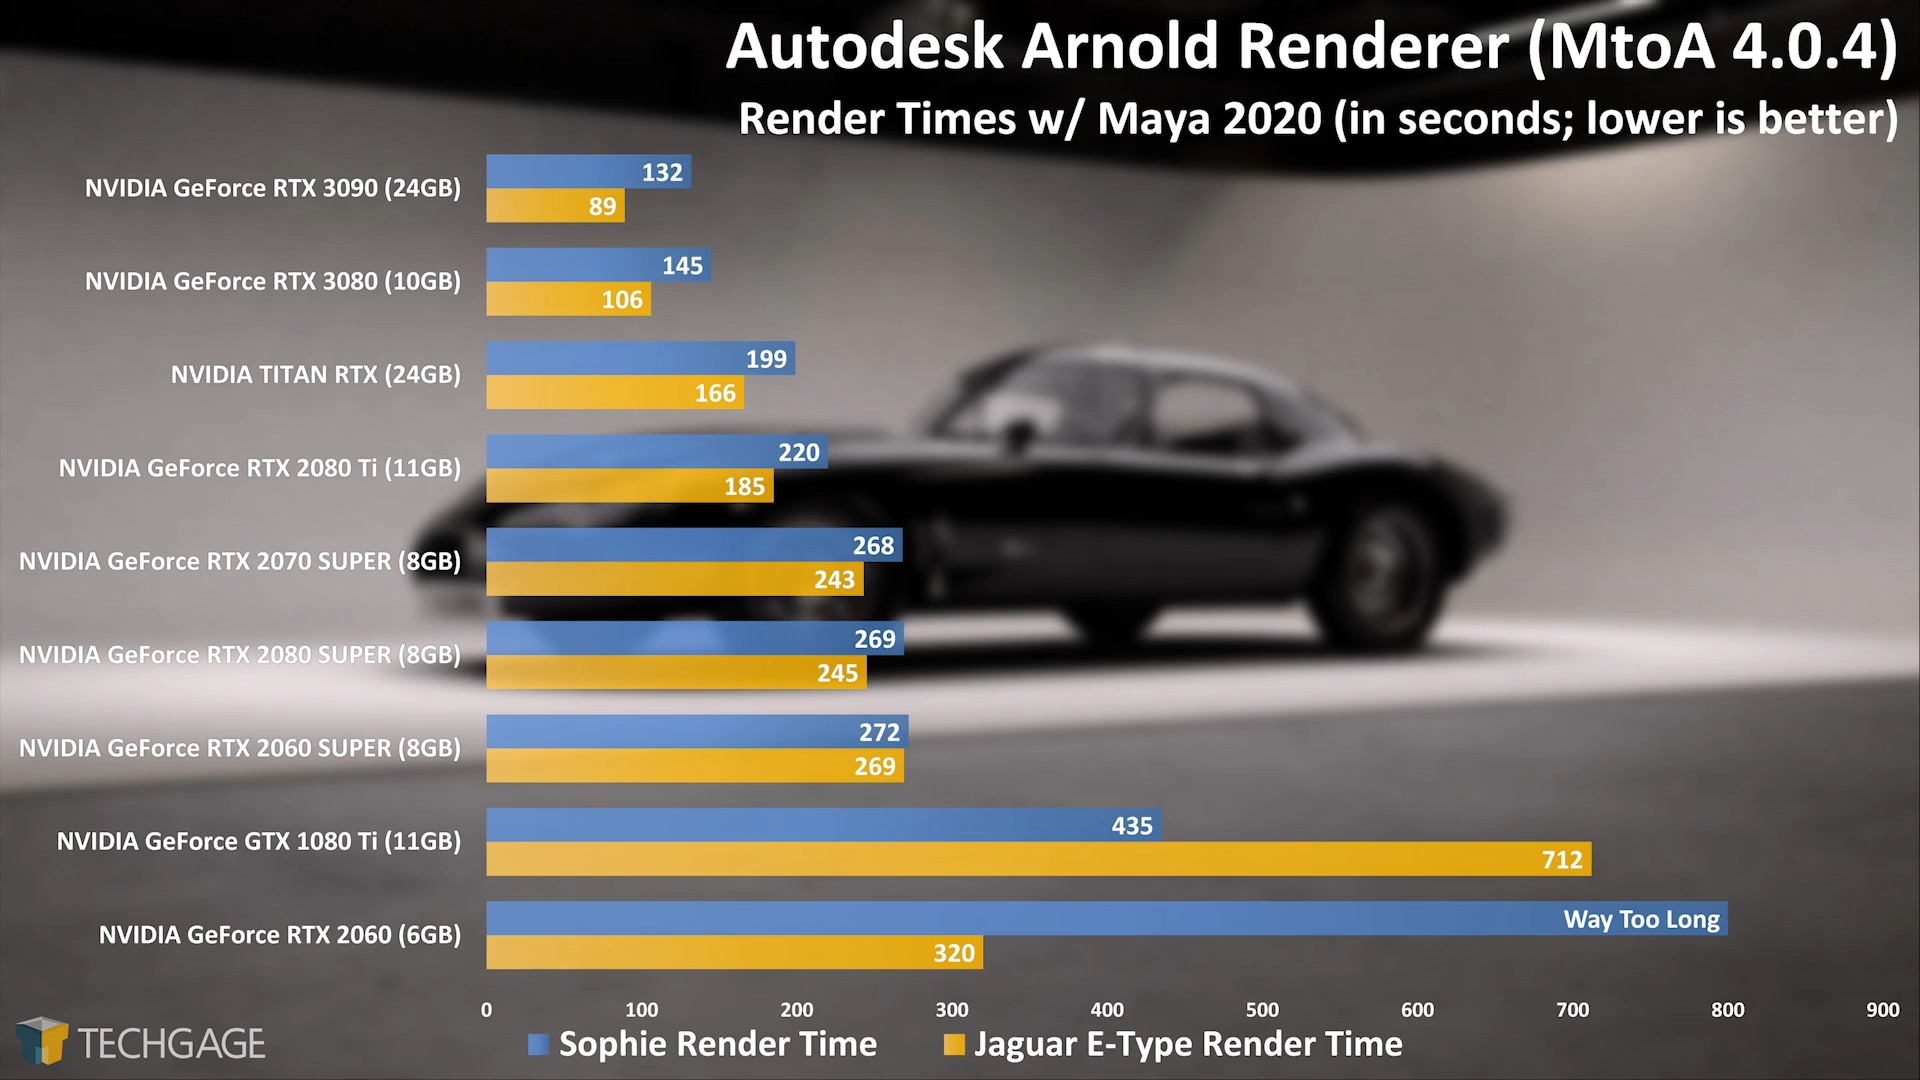 Autodesk Arnold Renderer (MtoA 4.0.4)
Render Times w/ Maya 2020 (in seconds; lower is better)
NVIDIA GeForce RTX 3090 (24GB)
132
89
NVIDIA GeForce RTX 3080 (10GB)
145
106
NVIDIA TITAN RTX (24GB)
199
166
NVIDIA GeForce RTX 2080 Ti (11GB)
220
185
NVIDIA GeForce RTX 2070 SUPER (8GB)
268
243
NVIDIA GeForce RTX 2080 SUPER (8GB)
269
245
NVIDIA GeForce RTX 2060 SUPER (8GB)
272
269
NVIDIA GeForce GTX 1080 Ti (11GB)
435
712
NVIDIA GeForce RTX 2060 (6GB)
Way Too Long
320
0 100 200 300 400 500 600 700 800 900
Sophie Render Time Jaguar E-Type Render Time
TECHGAGE